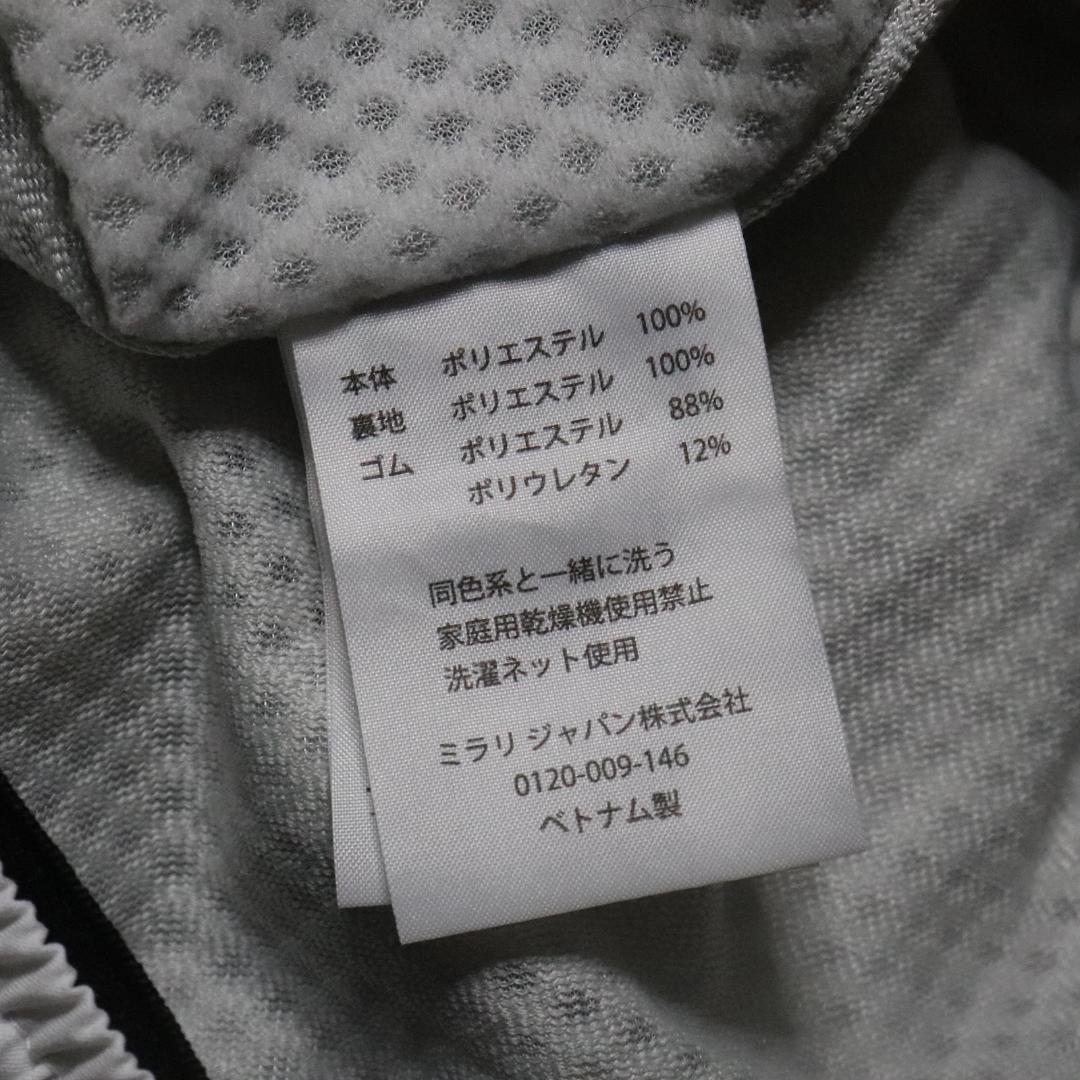 本体 ポリエステル 100%
裏地 ポリエステル 100%
ゴム ポリエステル 88%
ポリウレタン 12%
同色系と一緒に洗う
家庭用乾燥機使用禁止
洗濯ネット使用
ミラリ ジャパン株式会社
0120-009-146
ベトナム製